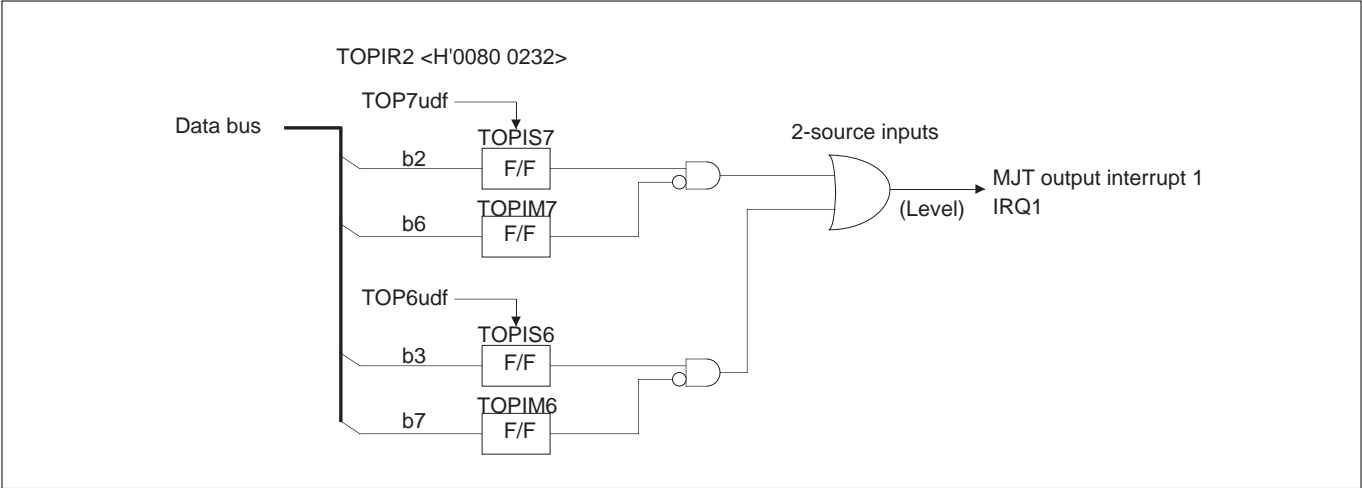 TOPIR2 <H'0080 0232>
TOP7udf
Data bus
TOPIS7
2-source inputs
b2
F/F
MJT output interrupt 1
IRQ1
(Level)
TOPIM7
b6
F/F
TOP6udf
TOPIS6
b3
F/F
TOPIM6
b7
F/F